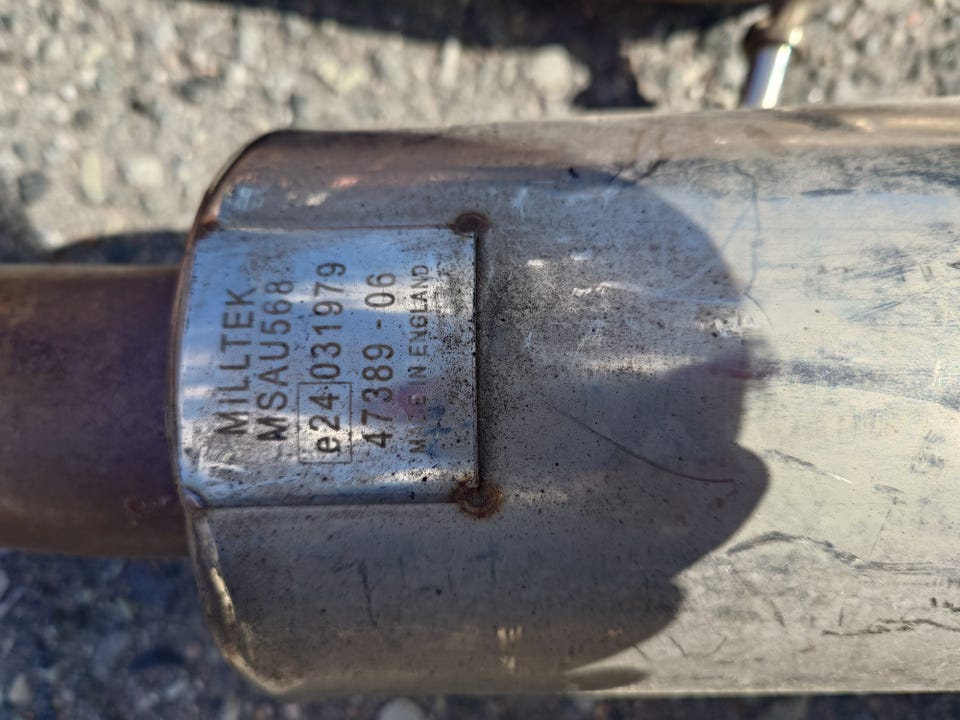 MILLTEK
MSAU568
e24 031979
47389-06
MADE IN ENGLAND